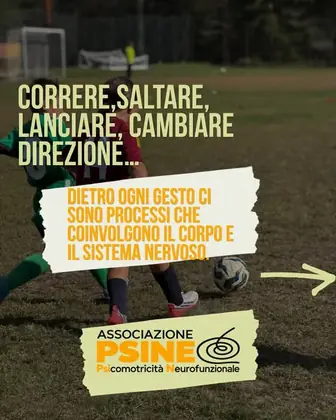 CORRERE,SALTARE,
LANCIARE, CAMBIARE
DIREZIONE...
DIETRO OGNI GESTO CI
SONO PROCESSI CHE
COINVOLGONO IL CORPO E
IL SISTEMA NERVOSO.
ASSOCIAZIONE
PSINE
Psicomotricità Neurofunzionale